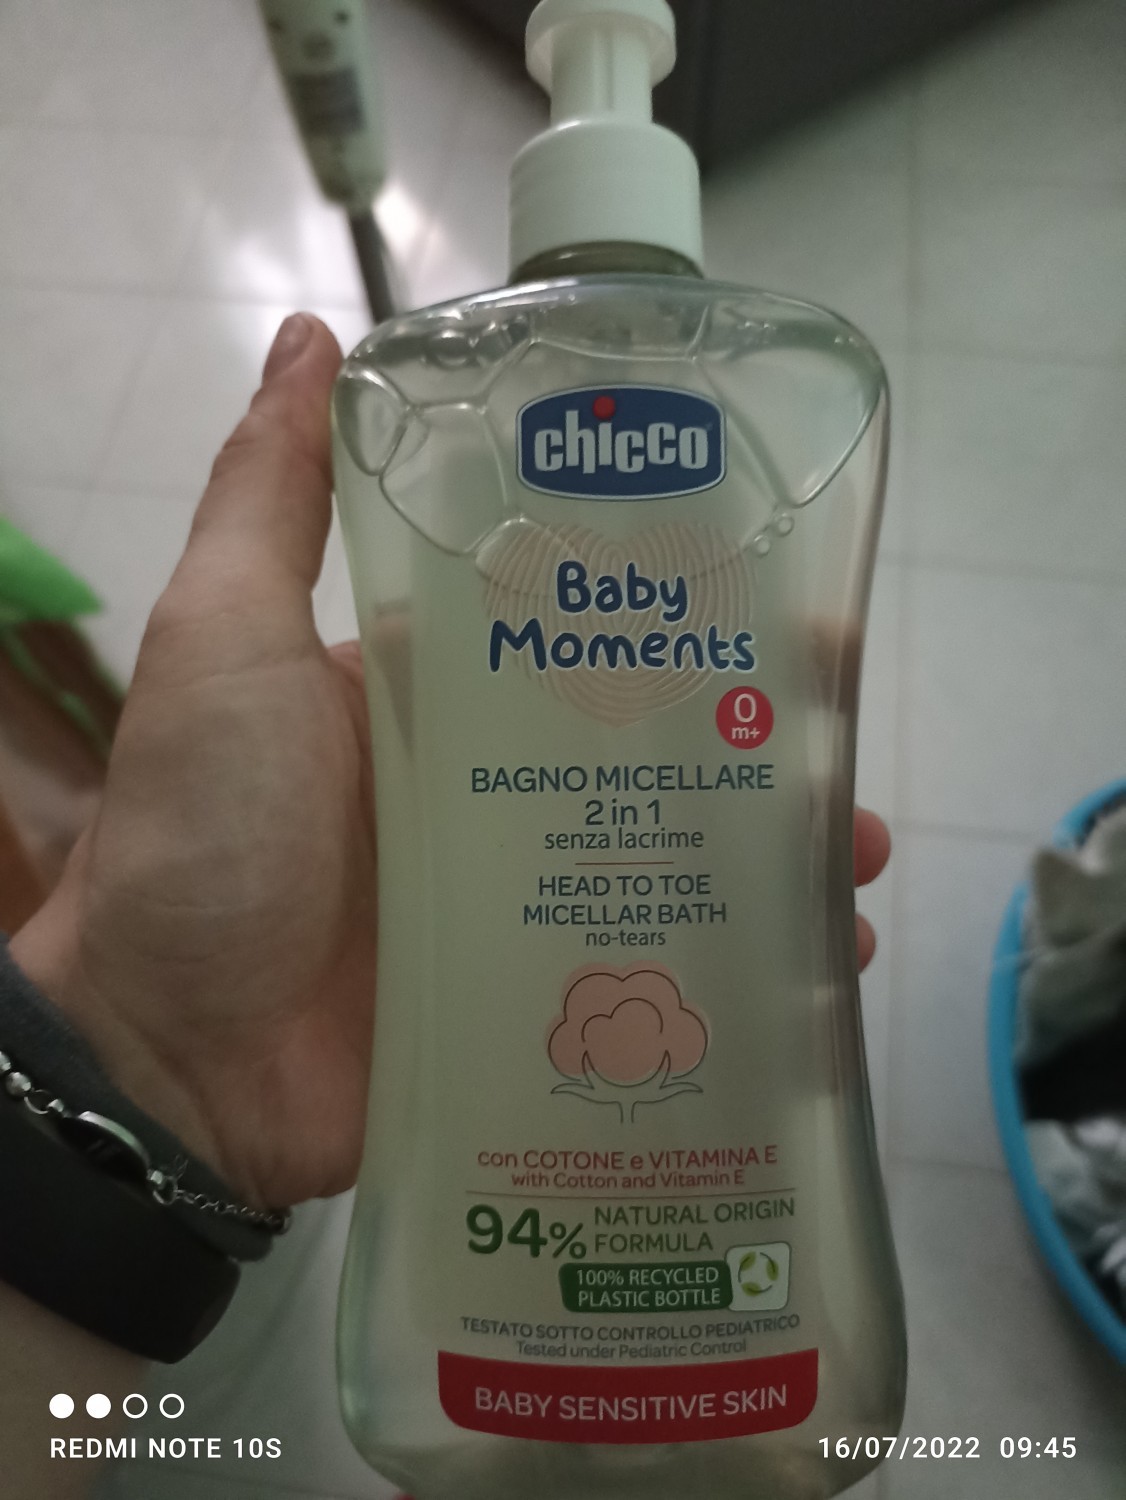 chicco
Baby
Moments
0
m+
BAGNO MICELLARE
2 in 1
senza lacrime
HEAD TO TOE
MICELLAR BATH
no-tears
con COTONE e VITAMINA E
with Cotton and Vitamin E
94% NATURAL ORIGIN
FORMULA
100% RECYCLED
PLASTIC BOTTLE
TESTATO SOTTO CONTROLLO PEDIATRICO
Tested under Pediatric Control
BABY SENSITIVE SKIN
REDMI NOTE 10S
16/07/2022 09:45